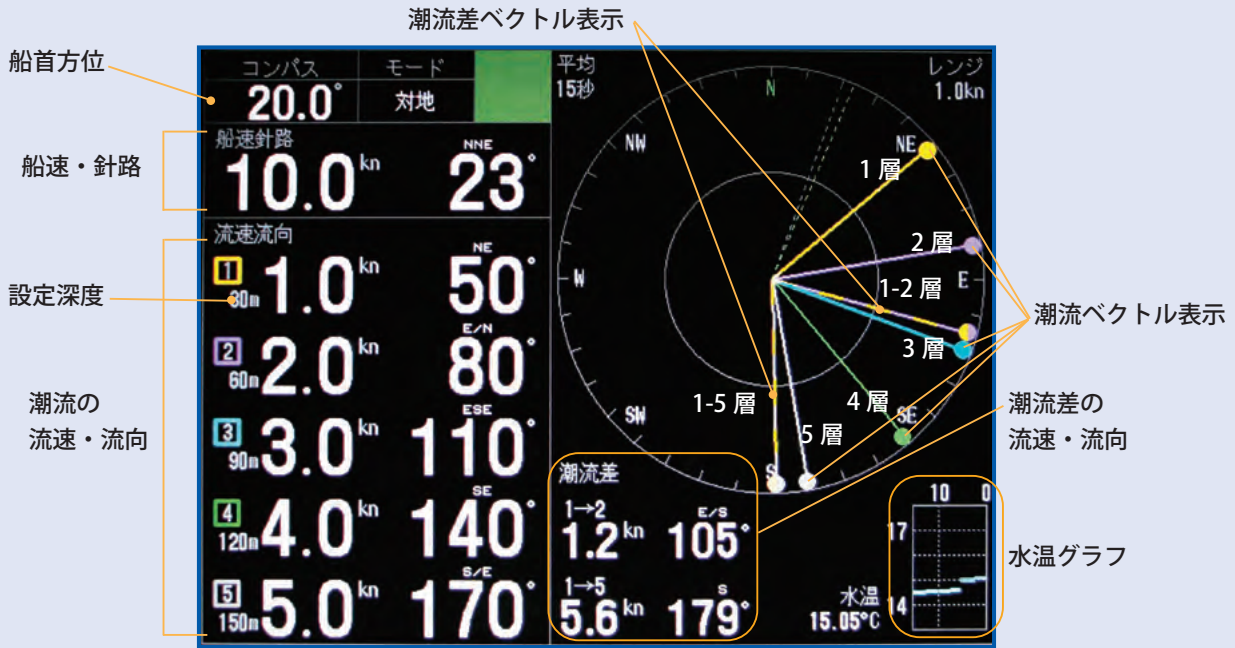 潮流差ベクトル表示
船首方位
船速・針路
設定深度
潮流の
流速・流向
コンパス
20.0°
モード
対地
船速針路
10.0kn
NNE
23°
流速流向
1
30m
1.0kn
NE
50°
2
60m
2.0kn
E/N
80°
3
90m
3.0kn
ESE
110°
4
120m
4.0kn
SE
140°
5
150m
5.0kn
S/E
170°
平均
15秒
レンジ
1.0kn
N
NW
NE
W
E
SW
SE
S
1層
2層
1-2層
3層
1-5層
4層
5層
潮流差
1→2
1.2kn
E/S
105°
1→5
5.6kn
S
179°
水温
15.05°C
10 0
17
14
潮流ベクトル表示
潮流差の
流速・流向
水温グラフ